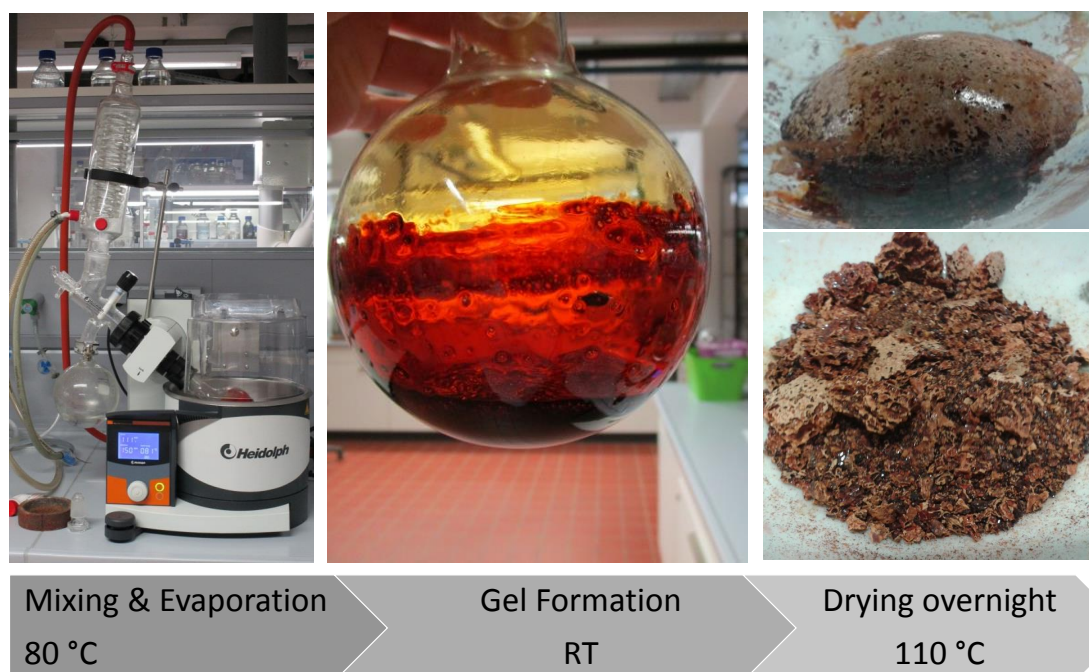 Heidolph
Mixing & Evaporation
80 °C
Gel Formation
RT
Drying overnight
110 °C